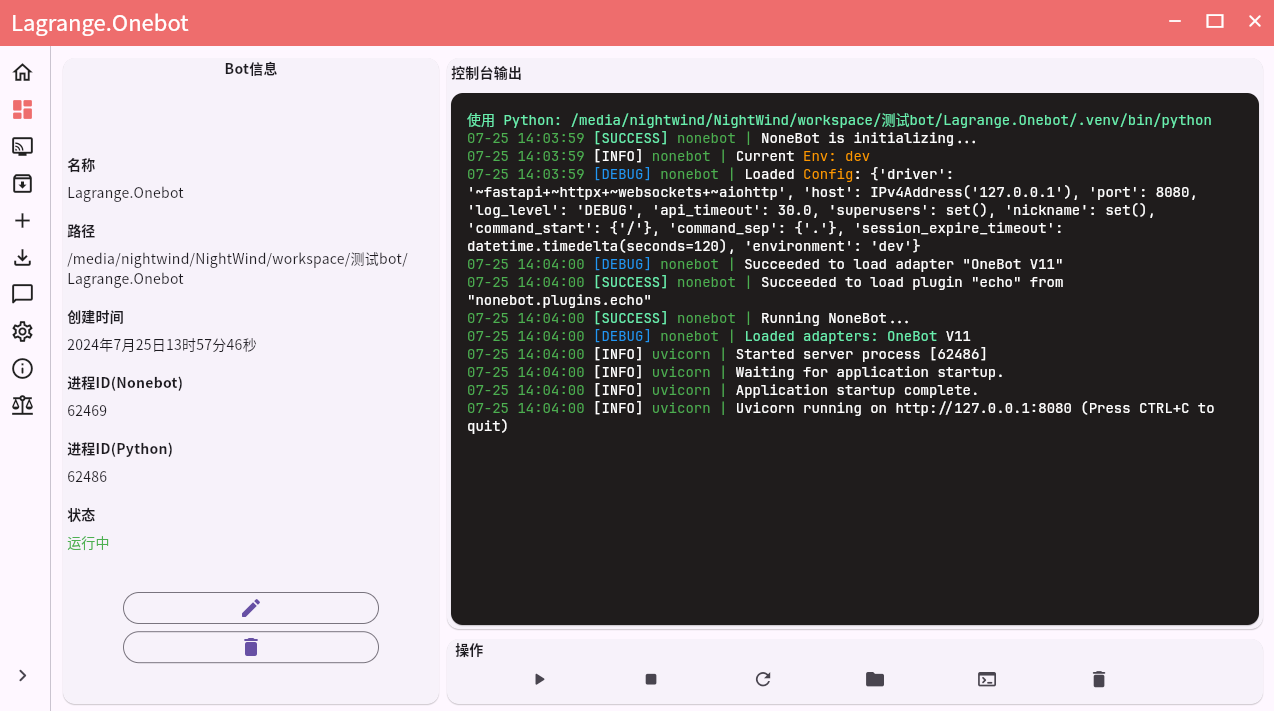 Lagrange.Onebot
Bot信息
名称
Lagrange.Onebot
路径
/media/nightwind/NightWind/workspace/测试bot/
Lagrange.Onebot
创建时间
2024年7月25日13时57分46秒
进程ID(Nonebot)
62469
进程ID(Python)
62486
状态
运行中
控制台输出
使用 Python: /media/nightwind/NightWind/workspace/测试bot/Lagrange.Onebot/.venv/bin/python
07-25 14:03:59 [SUCCESS] nonebot | NoneBot is initializing...
07-25 14:03:59 [INFO] nonebot | Current Env: dev
07-25 14:03:59 [DEBUG] nonebot | Loaded Config: {'driver':
'~fastapi+~httpx+~websockets+~aiohttp', 'host': IPv4Address('127.0.0.1'), 'port': 8080,
'log_level': 'DEBUG', 'api_timeout': 30.0, 'superusers': set(), 'nickname': set(),
'command_start': {'/'}, 'command_sep': {'.'}, 'session_expire_timeout':
datetime.timedelta(seconds=120), 'environment': 'dev'}
07-25 14:04:00 [DEBUG] nonebot | Succeeded to load adapter "OneBot V11"
07-25 14:04:00 [SUCCESS] nonebot | Succeeded to load plugin "echo" from
"nonebot.plugins.echo"
07-25 14:04:00 [SUCCESS] nonebot | Running NoneBot...
07-25 14:04:00 [DEBUG] nonebot | Loaded adapters: OneBot V11
07-25 14:04:00 [INFO] uvicorn | Started server process [62486]
07-25 14:04:00 [INFO] uvicorn | Waiting for application startup.
07-25 14:04:00 [INFO] uvicorn | Application startup complete.
07-25 14:04:00 [INFO] uvicorn | Uvicorn running on http://127.0.0.1:8080 (Press CTRL+C to
quit)
操作